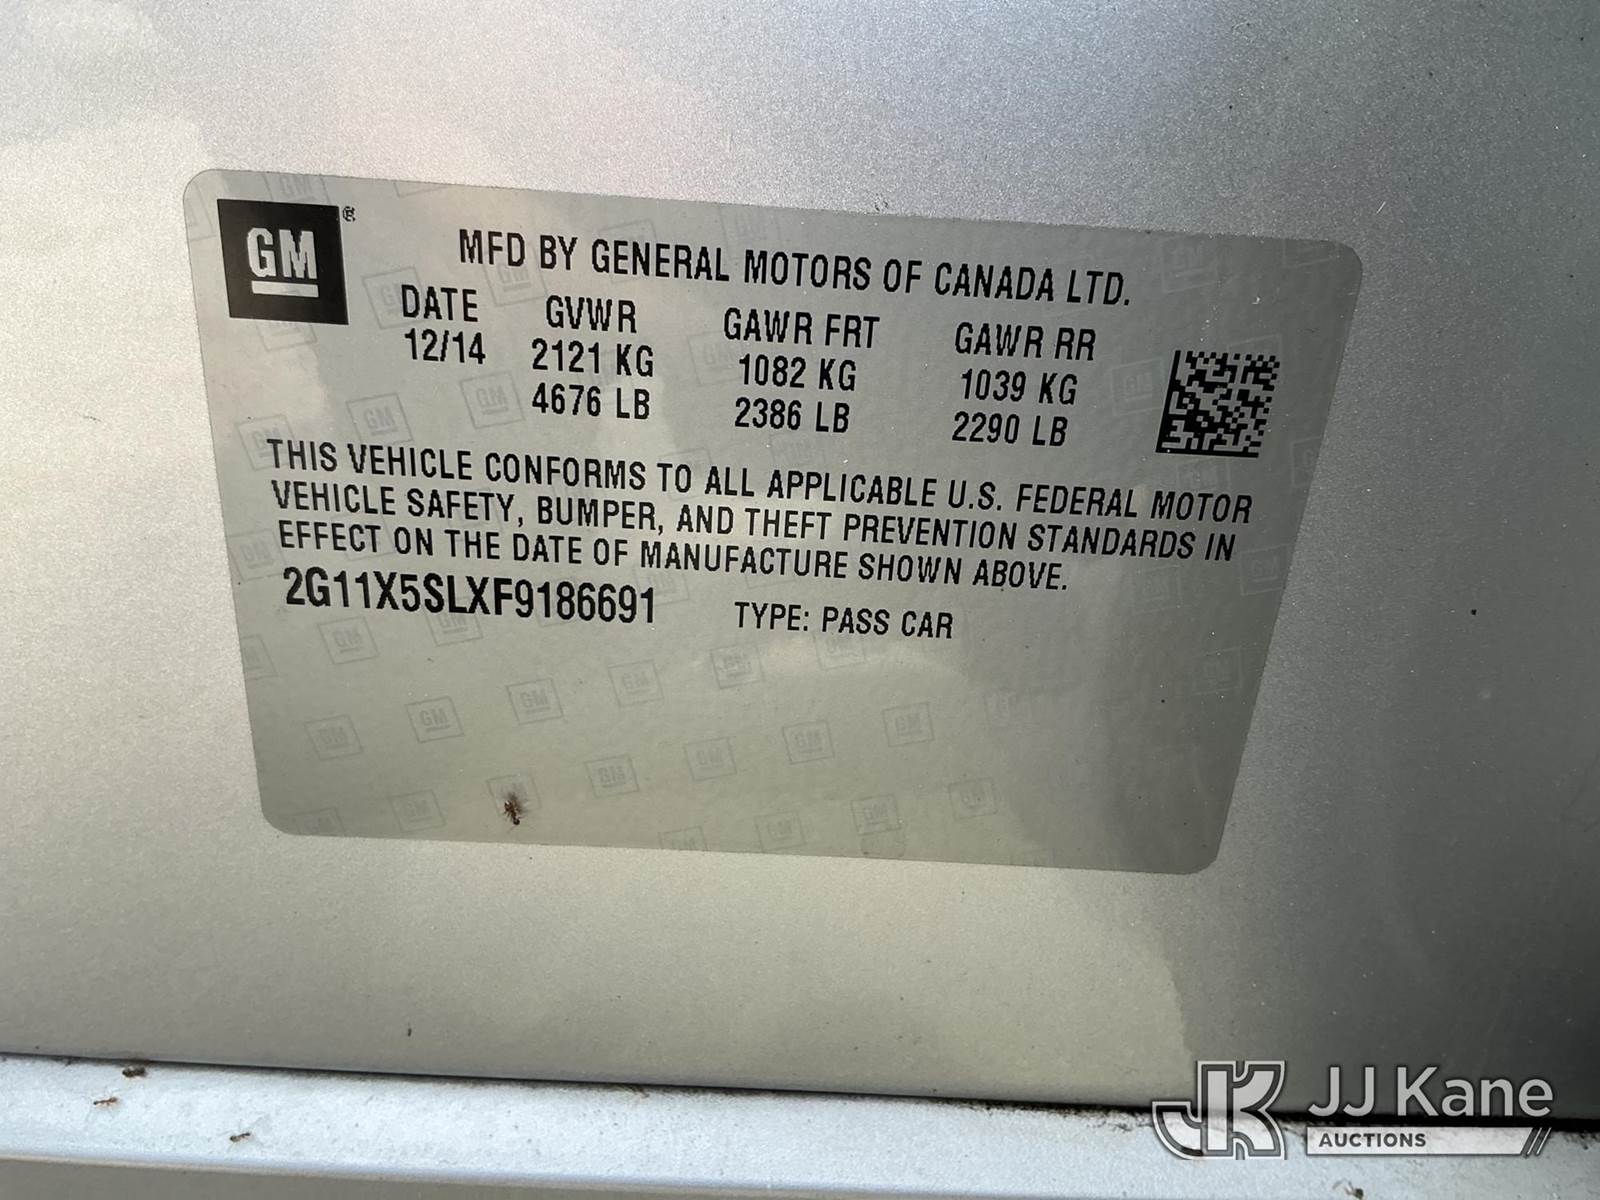 GM®
MFD BY GENERAL MOTORS OF CANADA LTD.
DATE GVWR GAWR FRT GAWR RR
12/14 2121 KG 1082 KG 1039 KG
4676 LB 2386 LB 2290 LB
THIS VEHICLE CONFORMS TO ALL APPLICABLE U.S. FEDERAL MOTOR
VEHICLE SAFETY, BUMPER, AND THEFT PREVENTION STANDARDS IN
EFFECT ON THE DATE OF MANUFACTURE SHOWN ABOVE.
2G11X5SLXF9186691 TYPE: PASS CAR
JK JJ Kane
AUCTIONS